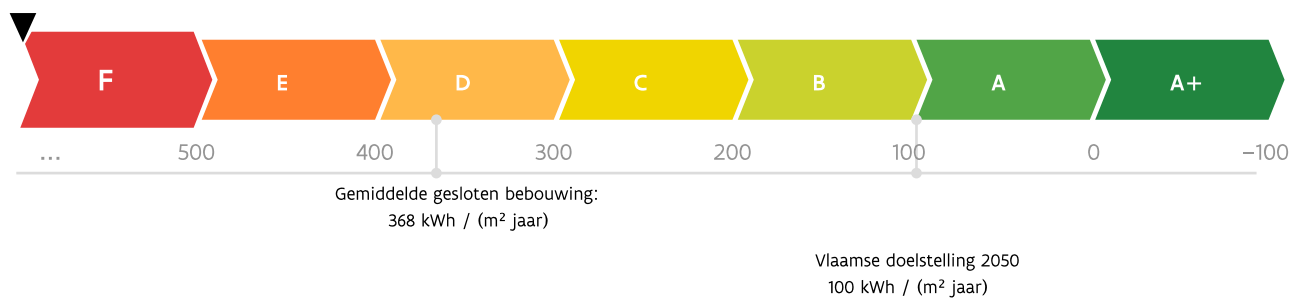 F E D C B A A+
... 500 400 300 200 100 0 −100
Gemiddelde gesloten bebouwing:
368 kWh / (m² jaar)
Vlaamse doelstelling 2050
100 kWh / (m² jaar)